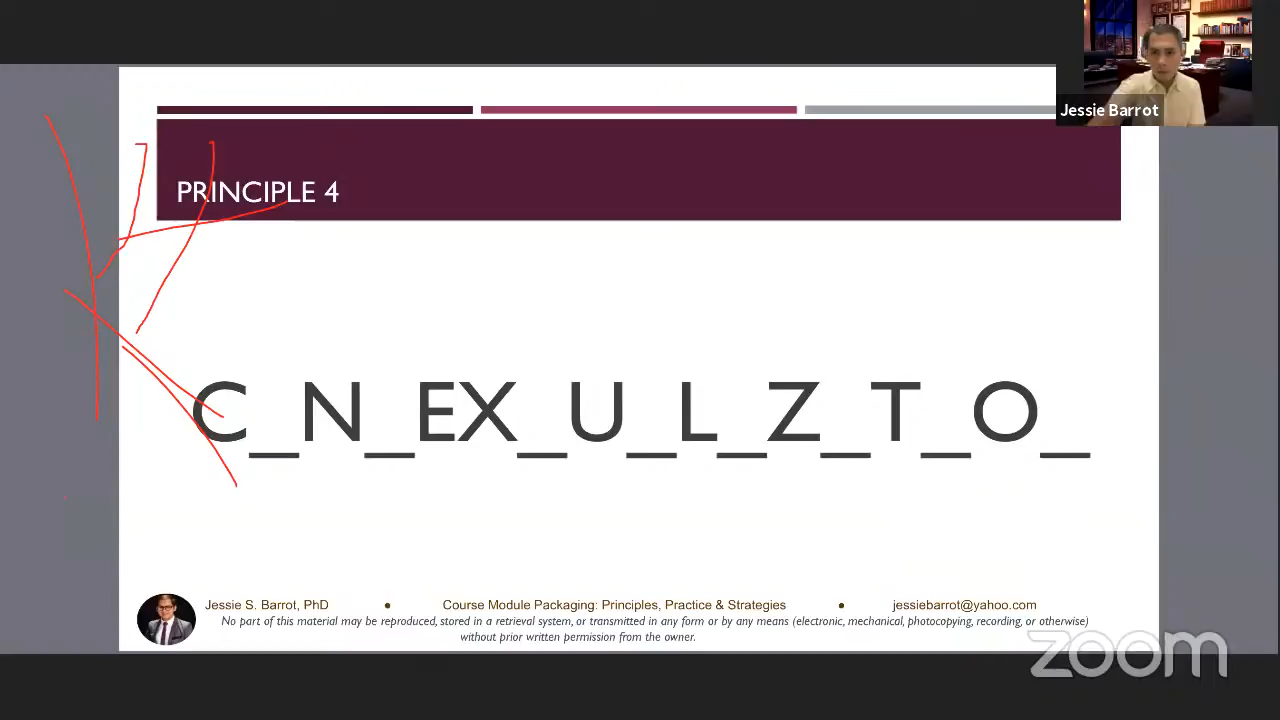 Jessie Barrot
PRINCIPLE 4
C_N_EX_U_L_Z_T_O_
Jessie S. Barrot, PhD • Course Module Packaging: Principles, Practice & Strategies • jessiebarrot@yahoo.com
No part of this material may be reproduced, stored in a retrieval system, or transmitted in any form or by any means (electronic, mechanical, photocopying, recording, or otherwise)
without prior written permission from the owner.
zoom